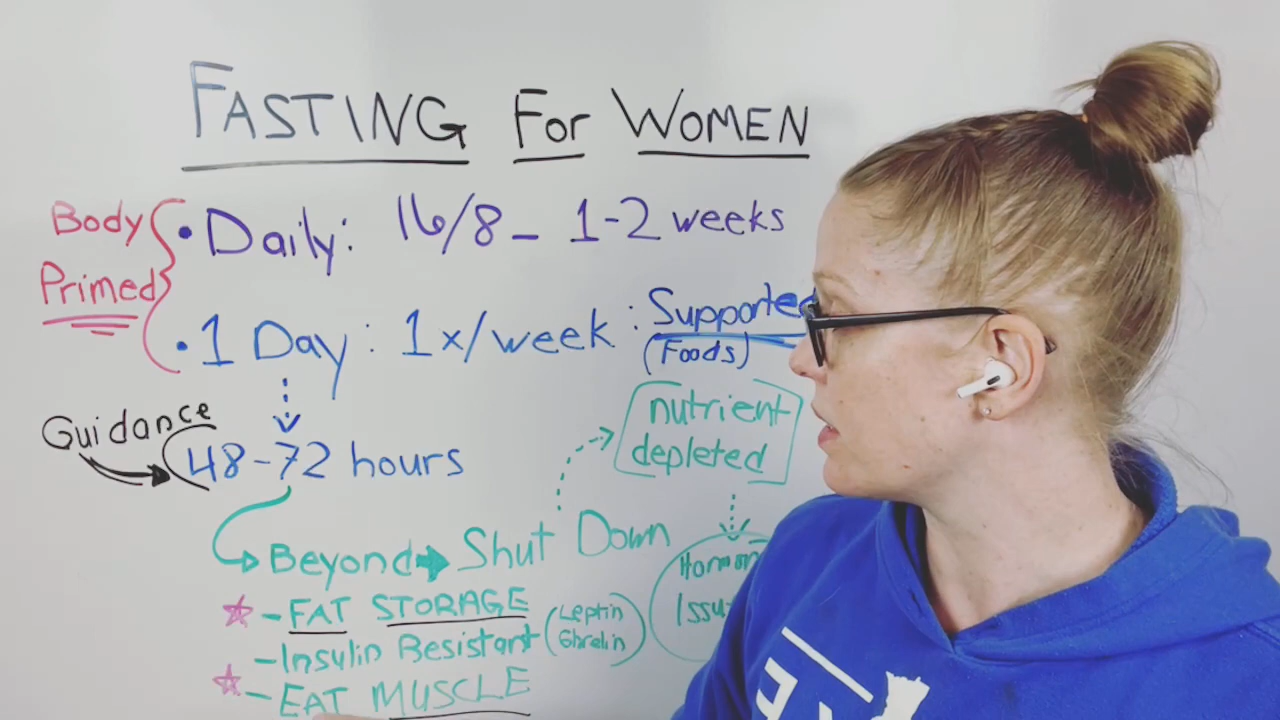 FASTING For WOMEN
Body Primed
• Daily: 16/8 - 1-2 weeks
• 1 Day: 1x/week : Supported
(Foods)
Guidance
48-72 hours
nutrient
depleted
Beyond → Shut Down
- FAT STORAGE
- Insulin Resistant (Leptin
Ghrelin)
- EAT MUSCLE